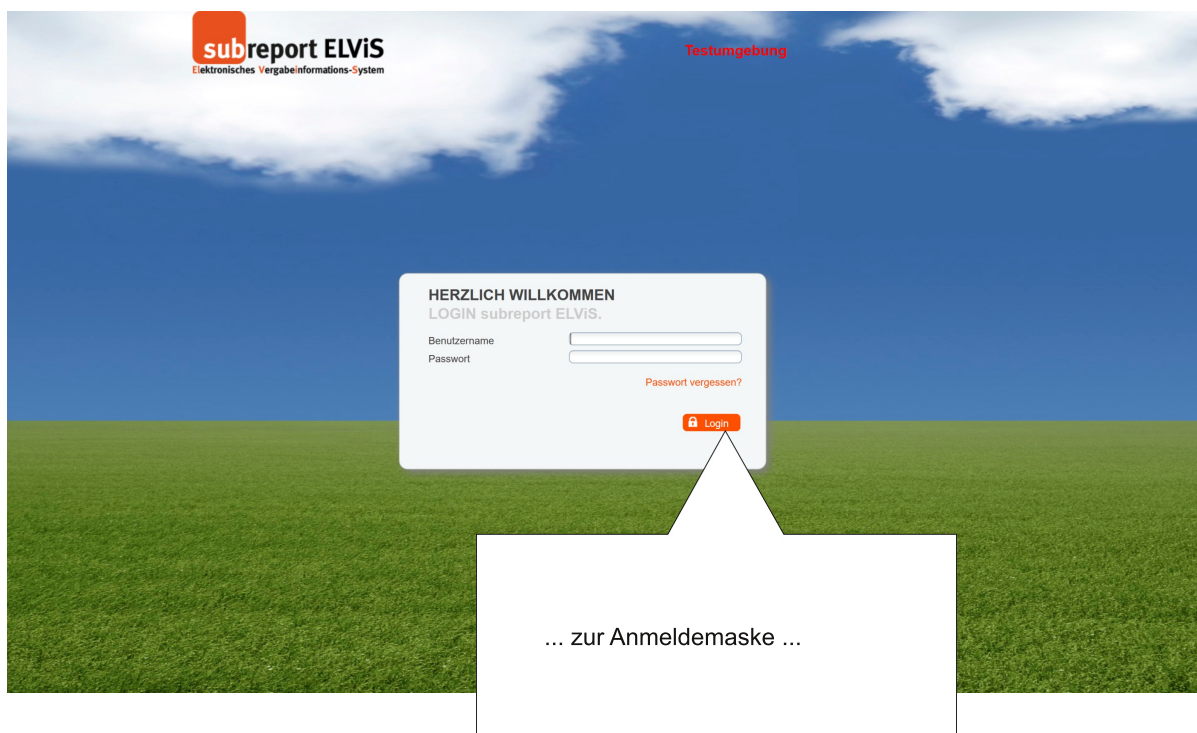 subreport ELViS
Elektronisches Vergabeinformations-System
Testumgebung
HERZLICH WILLKOMMEN
LOGIN subreport ELViS.
Benutzername
Passwort
Passwort vergessen?
Login
... zur Anmeldemaske ...